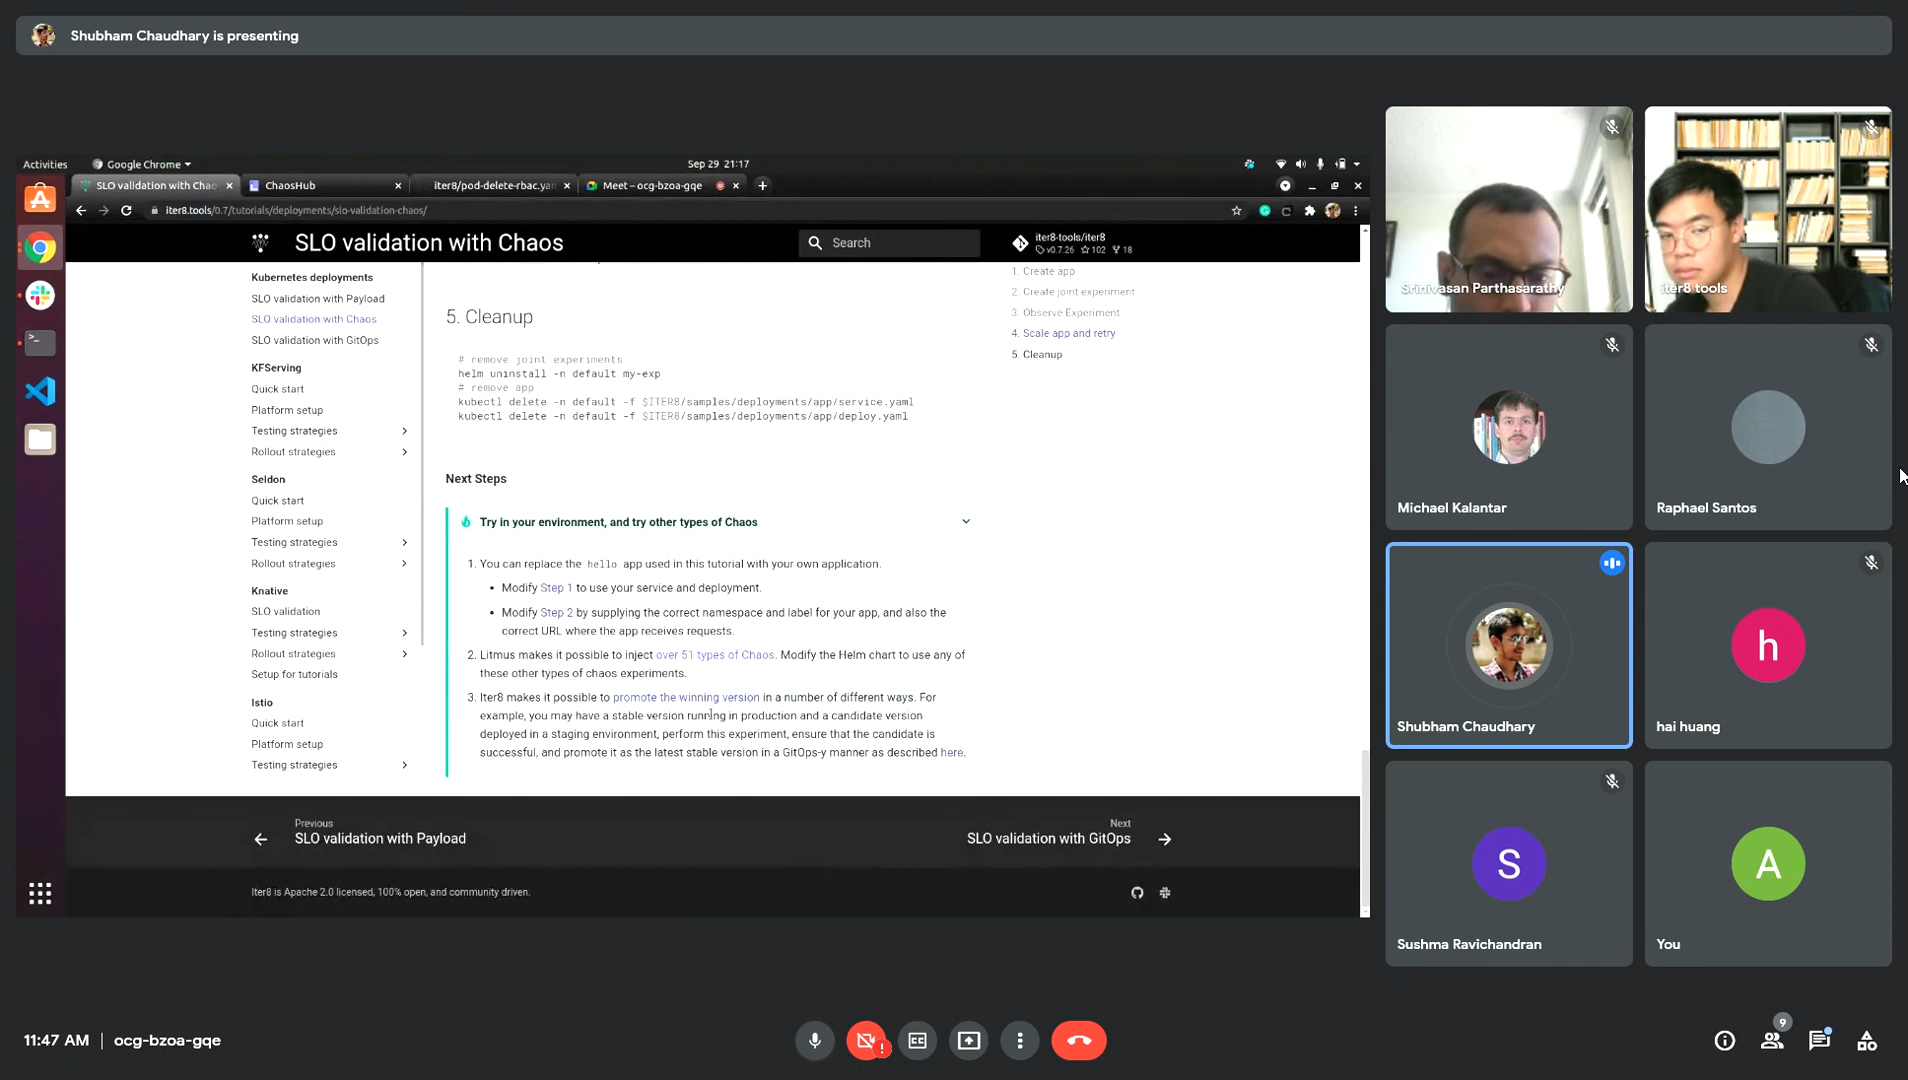 Shubham Chaudhary is presenting
Activities
Google Chrome
Sep 29 21:17
SLO validation with Chao
ChaosHub
iter8/pod-delete-rbac.yam
Meet – ocg-bzoa-gqe
iter8.tools/0.7/tutorials/deployments/slo-validation-chaos/
SLO validation with Chaos
Search
iter8-tools/iter8
v0.7.26 102 18
Kubernetes deployments
SLO validation with Payload
SLO validation with Chaos
SLO validation with GitOps
KFServing
Quick start
Platform setup
Testing strategies
Rollout strategies
Seldon
Quick start
Platform setup
Testing strategies
Rollout strategies
Knative
SLO validation
Testing strategies
Rollout strategies
Setup for tutorials
Istio
Quick start
Platform setup
Testing strategies
5. Cleanup
# remove joint experiments
helm uninstall -n default my-exp
# remove app
kubectl delete -n default -f $ITER8/samples/deployments/app/service.yaml
kubectl delete -n default -f $ITER8/samples/deployments/app/deploy.yaml
Next Steps
Try in your environment, and try other types of Chaos
1. You can replace the hello app used in this tutorial with your own application.
• Modify Step 1 to use your service and deployment.
• Modify Step 2 by supplying the correct namespace and label for your app, and also the
correct URL where the app receives requests.
2. Litmus makes it possible to inject over 51 types of Chaos. Modify the Helm chart to use any of
these other types of chaos experiments.
3. Iter8 makes it possible to promote the winning version in a number of different ways. For
example, you may have a stable version running in production and a candidate version
deployed in a staging environment, perform this experiment, ensure that the candidate is
successful, and promote it as the latest stable version in a GitOps-y manner as described here.
1. Create app
2. Create joint experiment
3. Observe Experiment
4. Scale app and retry
5. Cleanup
Previous
SLO validation with Payload
Next
SLO validation with GitOps
Iter8 is Apache 2.0 licensed, 100% open, and community driven.
Srinivasan Parthasarathy
iter8 tools
Michael Kalantar
Raphael Santos
Shubham Chaudhary
h
hai huang
S
Sushma Ravichandran
A
You
11:47 AM | ocg-bzoa-gqe
9